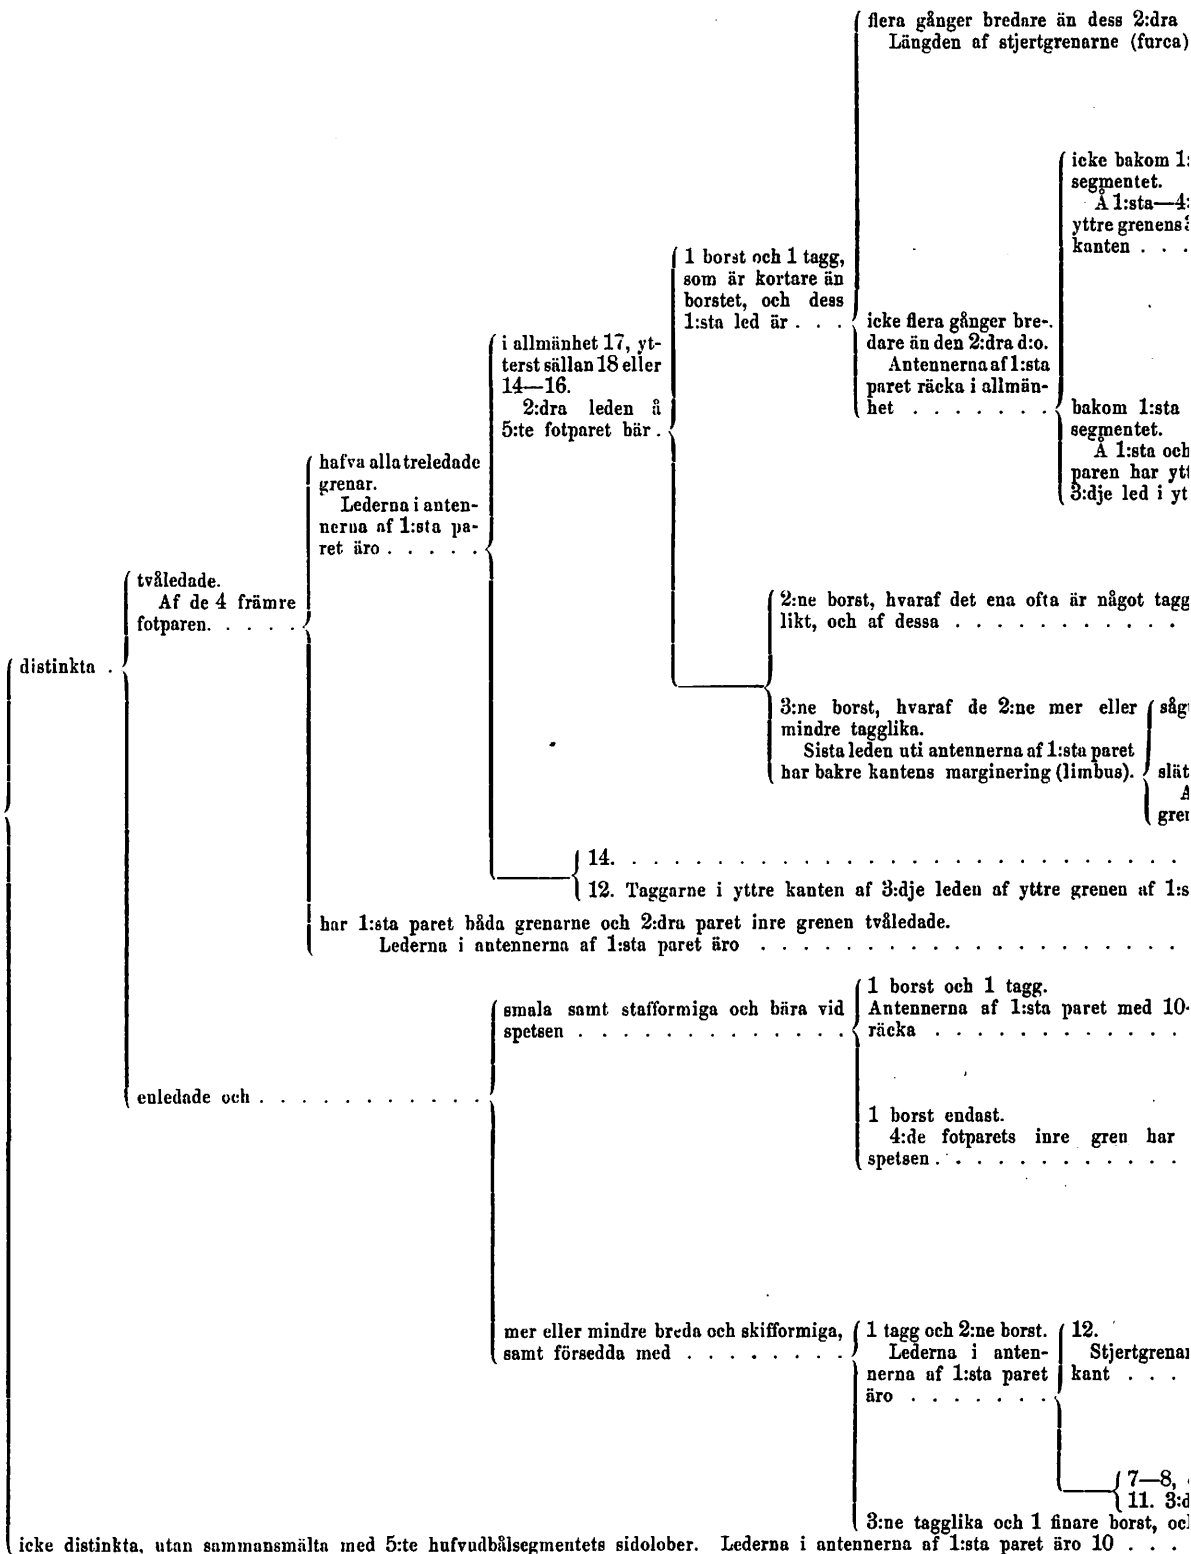 flera gånger bredare än dess 2:dra
Längden af stjertgrenarne (furca)
icke bakom 1:
segmentet.
Å 1:sta—4:
yttre grenens 3
kanten . . .
1 borst och 1 tagg,
som är kortare än
borstet, och dess
1:sta led är . . .
icke flera gånger bre-
dare än den 2:dra d:o.
Antennerna af 1:sta
paret räcka i allmän-
het . . . . . . .
i allmänhet 17, yt-
terst sällan 18 eller
14—16.
2:dra leden å
5:te fotparet bär .
bakom 1:sta
segmentet.
Å 1:sta och
paren har ytt
3:dje led i yt
hafva alla treledade
grenar.
Lederna i anten-
nerna af 1:sta pa-
ret äro . . . . .
tvåledade.
Af de 4 främre
fotparen. . . . .
2:ne borst, hvaraf det ena ofta är något tagg
likt, och af dessa . . . . . . . . . . .
distinkta .
3:ne borst, hvaraf de 2:ne mer eller
mindre tagglika.
Sista leden uti antennerna af 1:sta paret
har bakre kantens marginering (limbus).
såg
slät
A
gren
14. . . . . . . . . . . . . . . . . . . . . . . . . .
12. Taggarne i yttre kanten af 3:dje leden af yttre grenen af 1:s
har 1:sta paret båda grenarne och 2:dra paret inre grenen tvåledade.
Lederna i antennerna af 1:sta paret äro . . . . . . . . . . . . . . . . . . .
smala samt stafformiga och bära vid
spetsen . . . . . . . . . . . . .
1 borst och 1 tagg.
Antennerna af 1:sta paret med 10-
räcka . . . . . . . . . . . .
enledade och . . . . . . . . . . .
1 borst endast.
4:de fotparets inre gren har
spetsen . . . . . . . . . . . .
mer eller mindre breda och skifformiga,
samt försedda med . . . . . . . .
1 tagg och 2:ne borst.
Lederna i anten-
nerna af 1:sta paret
äro . . . . . . .
12.
Stjertgrenar
kant . . .
7—8,
11. 3:d
3:ne tagglika och 1 finare borst, ocl
icke distinkta, utan sammansmälta med 5:te hufvudbålsegmentets sidolober. Lederna i antennerna af 1:sta paret äro 10 . . .